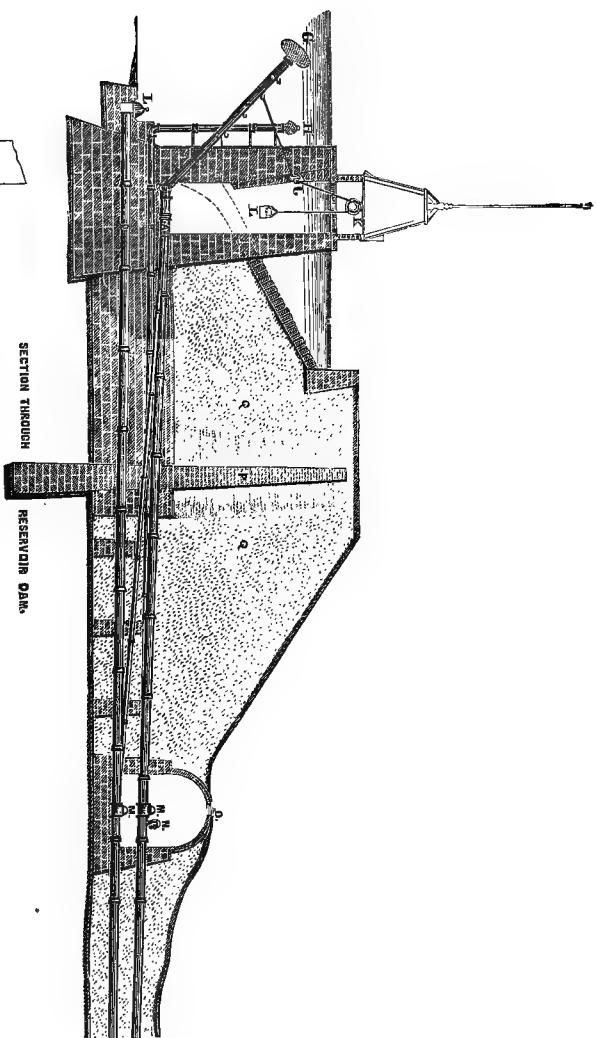 SECTION THROUGH RESERVOIR DAM.
G
H
J
I
K
L
L
P
Q
Q
M.
M.
N.
O.